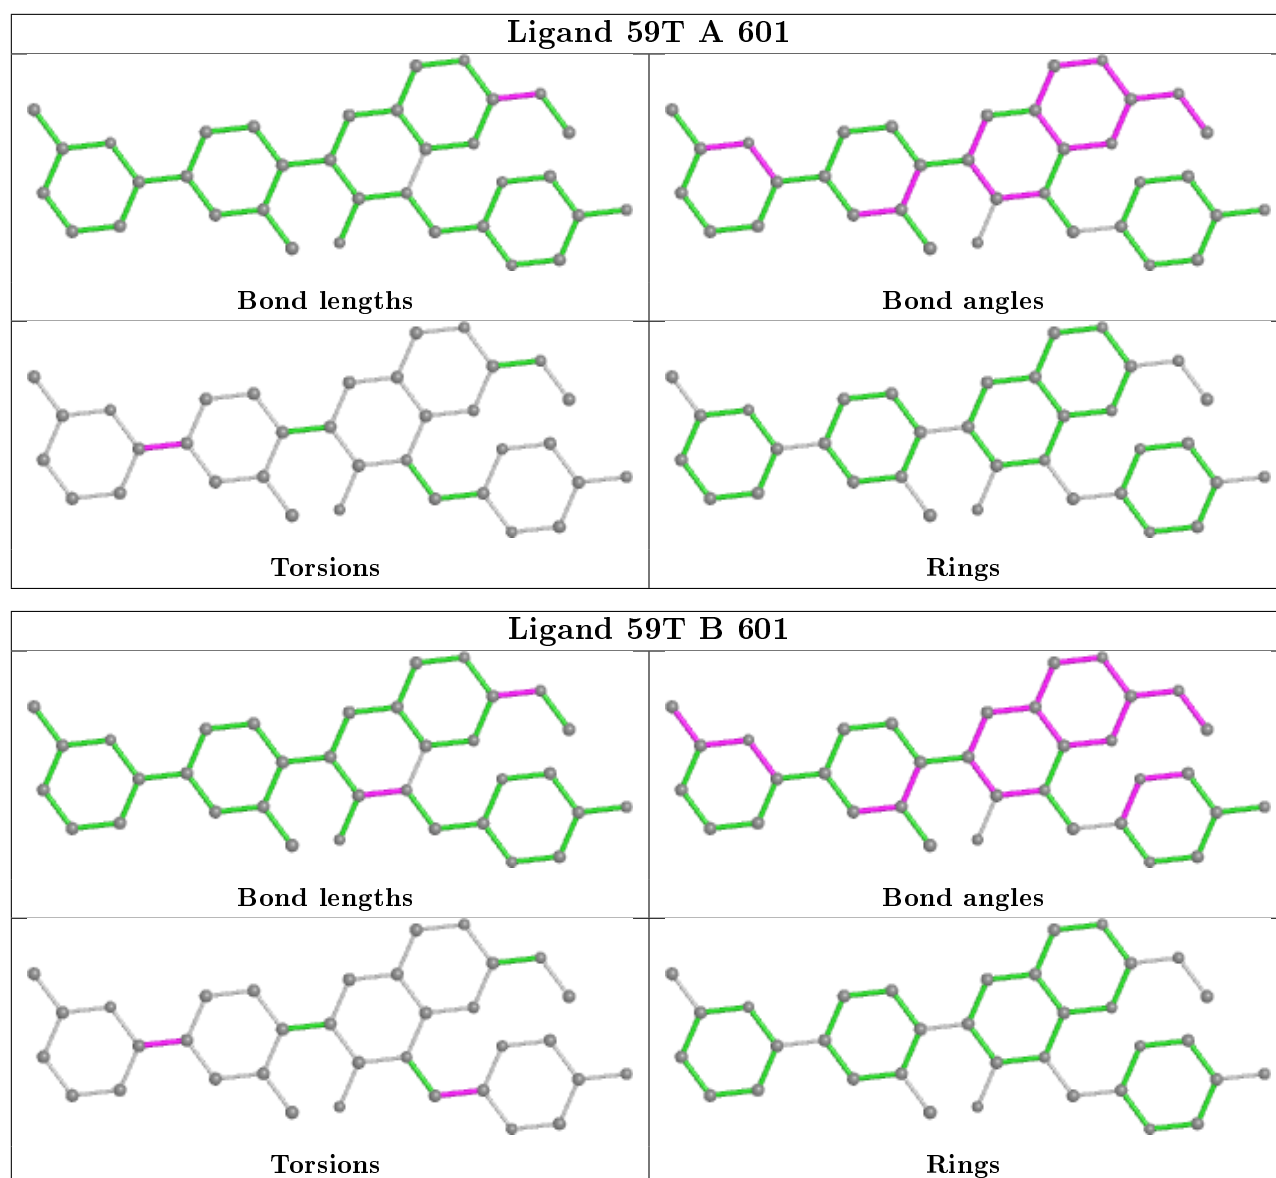 Ligand 59T A 601
Bond lengths
Bond angles
Torsions
Rings
Ligand 59T B 601
Bond lengths
Bond angles
Torsions
Rings